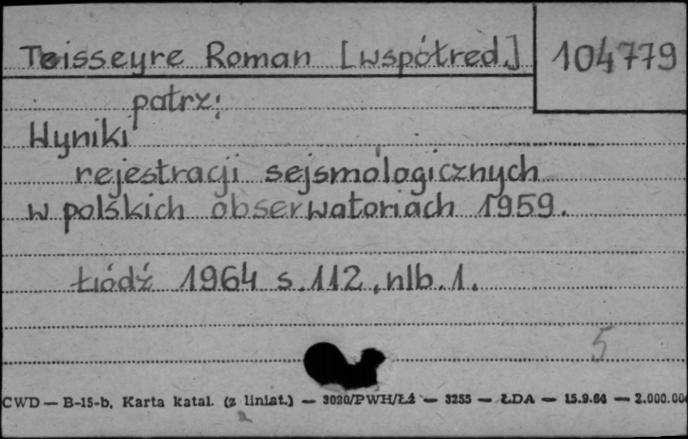 Teisseyre Roman [współred.]
104779
patrz:
Wyniki
rejestracji sejsmologicznych
w polskich obserwatoriach 1959.
Łódź 1964 s. 112, nlb. 1.
5
CWD — B-15-b, Karta katal. (z liniat.) — 3020/PWH/Łź — 3255 — ŁDA — 15.9.64 — 2.000.00